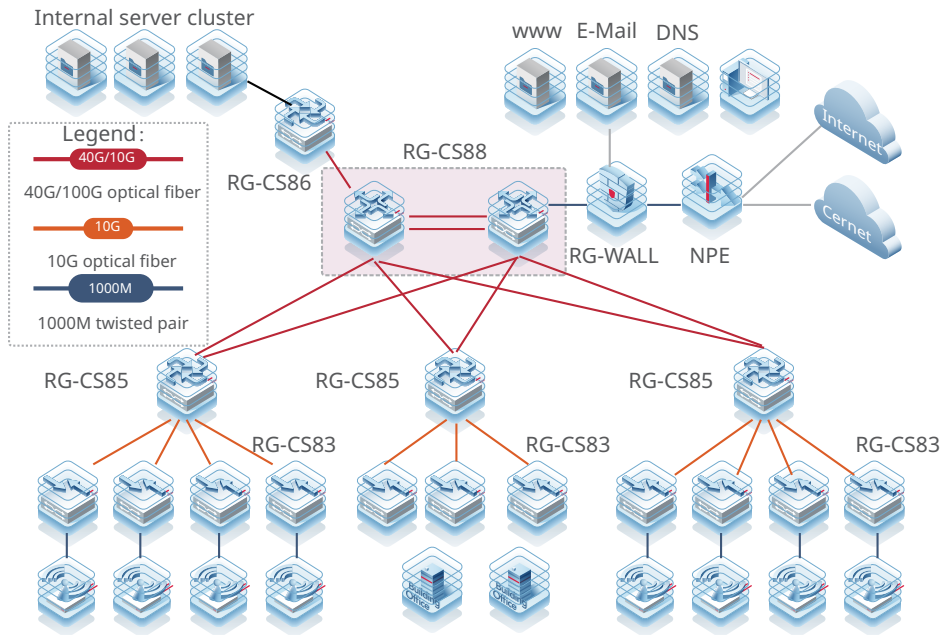 Internal server cluster
www E-Mail DNS
Legend:
40G/10G
40G/100G optical fiber
10G
10G optical fiber
1000M
1000M twisted pair
RG-CS86
RG-CS88
Internet
Cernet
RG-WALL
NPE
RG-CS85
RG-CS85
RG-CS85
RG-CS83
RG-CS83
RG-CS83
Building
Office
Building
Office